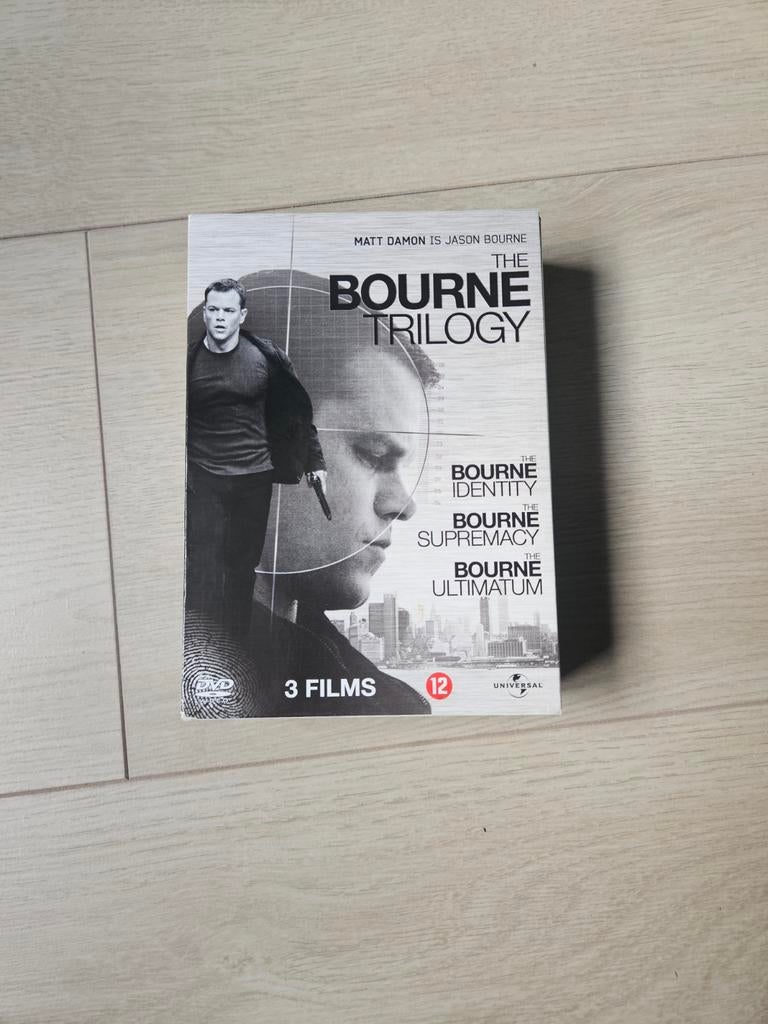 MATT DAMON IS JASON BOURNE
THE
BOURNE
TRILOGY
THE
BOURNE
IDENTITY
THE
BOURNE
SUPREMACY
THE
BOURNE
ULTIMATUM
DVD
3 FILMS
12
UNIVERSAL